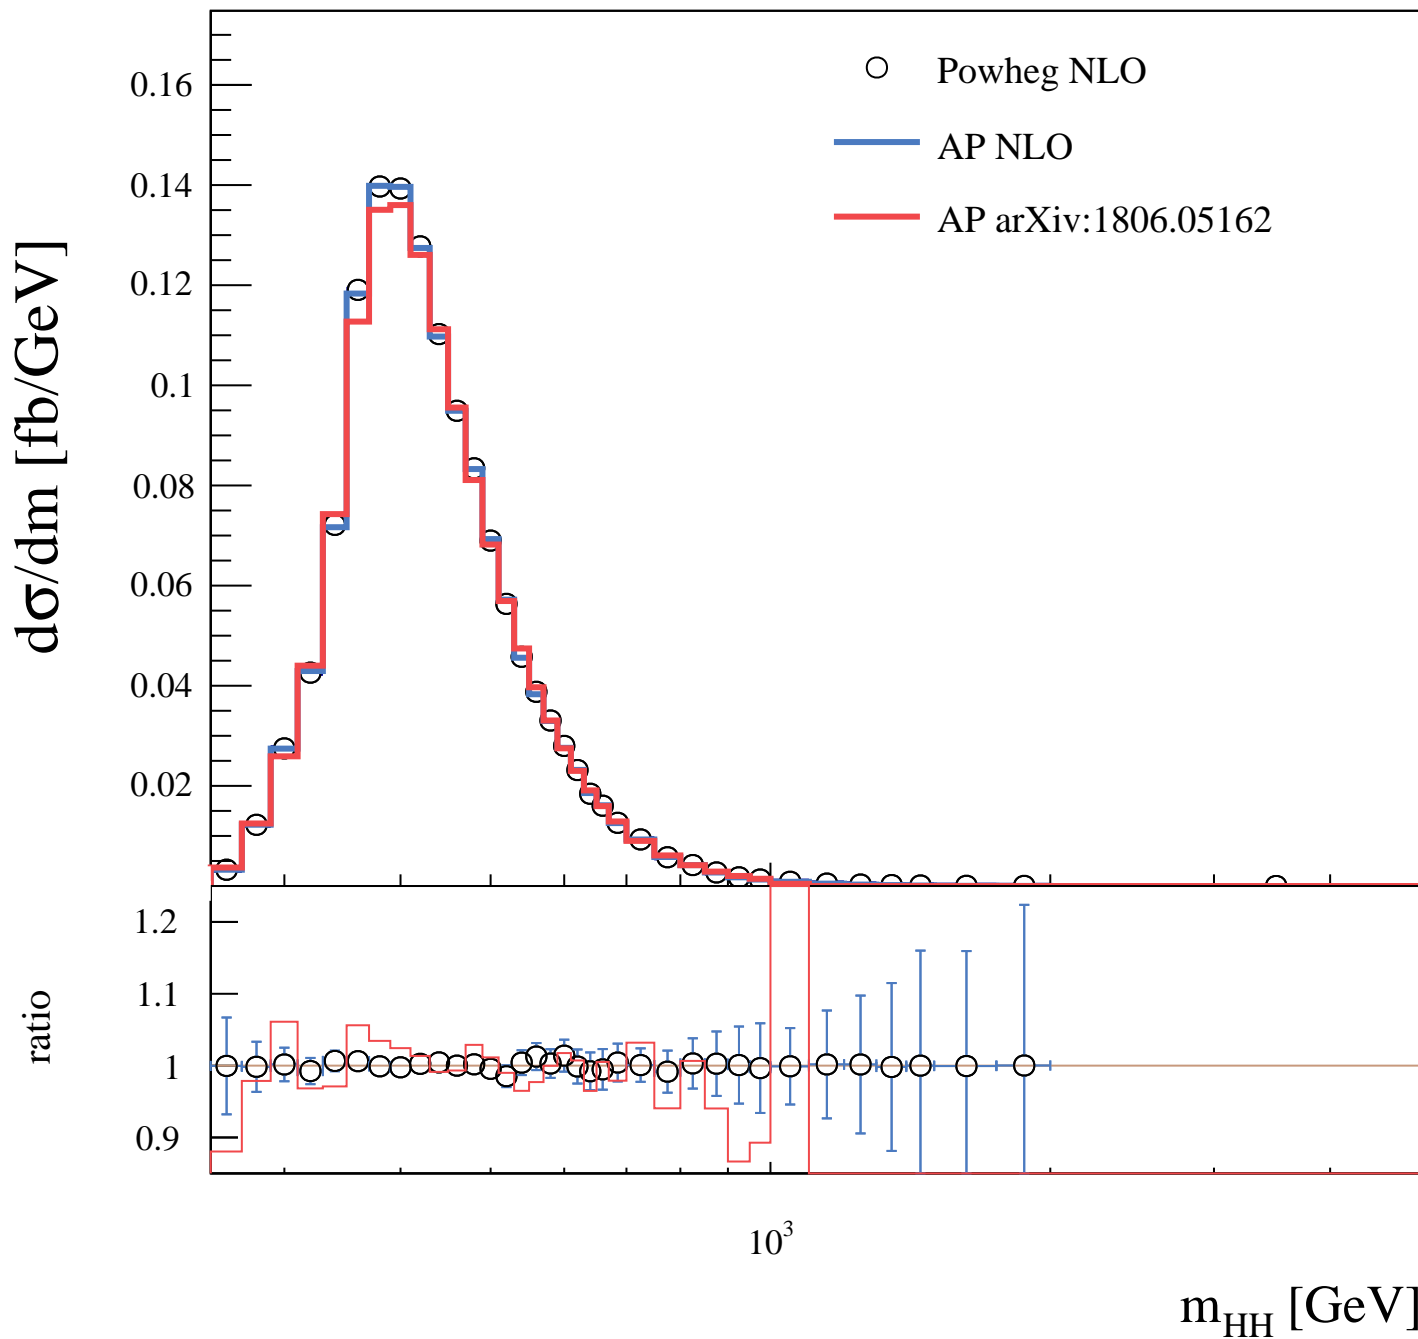 Powheg NLO
AP NLO
AP arXiv:1806.05162
dσ/dm [fb/GeV]
0.16
0.14
0.12
0.1
0.08
0.06
0.04
0.02
ratio
1.2
1.1
1
0.9
10³
m_HH [GeV]